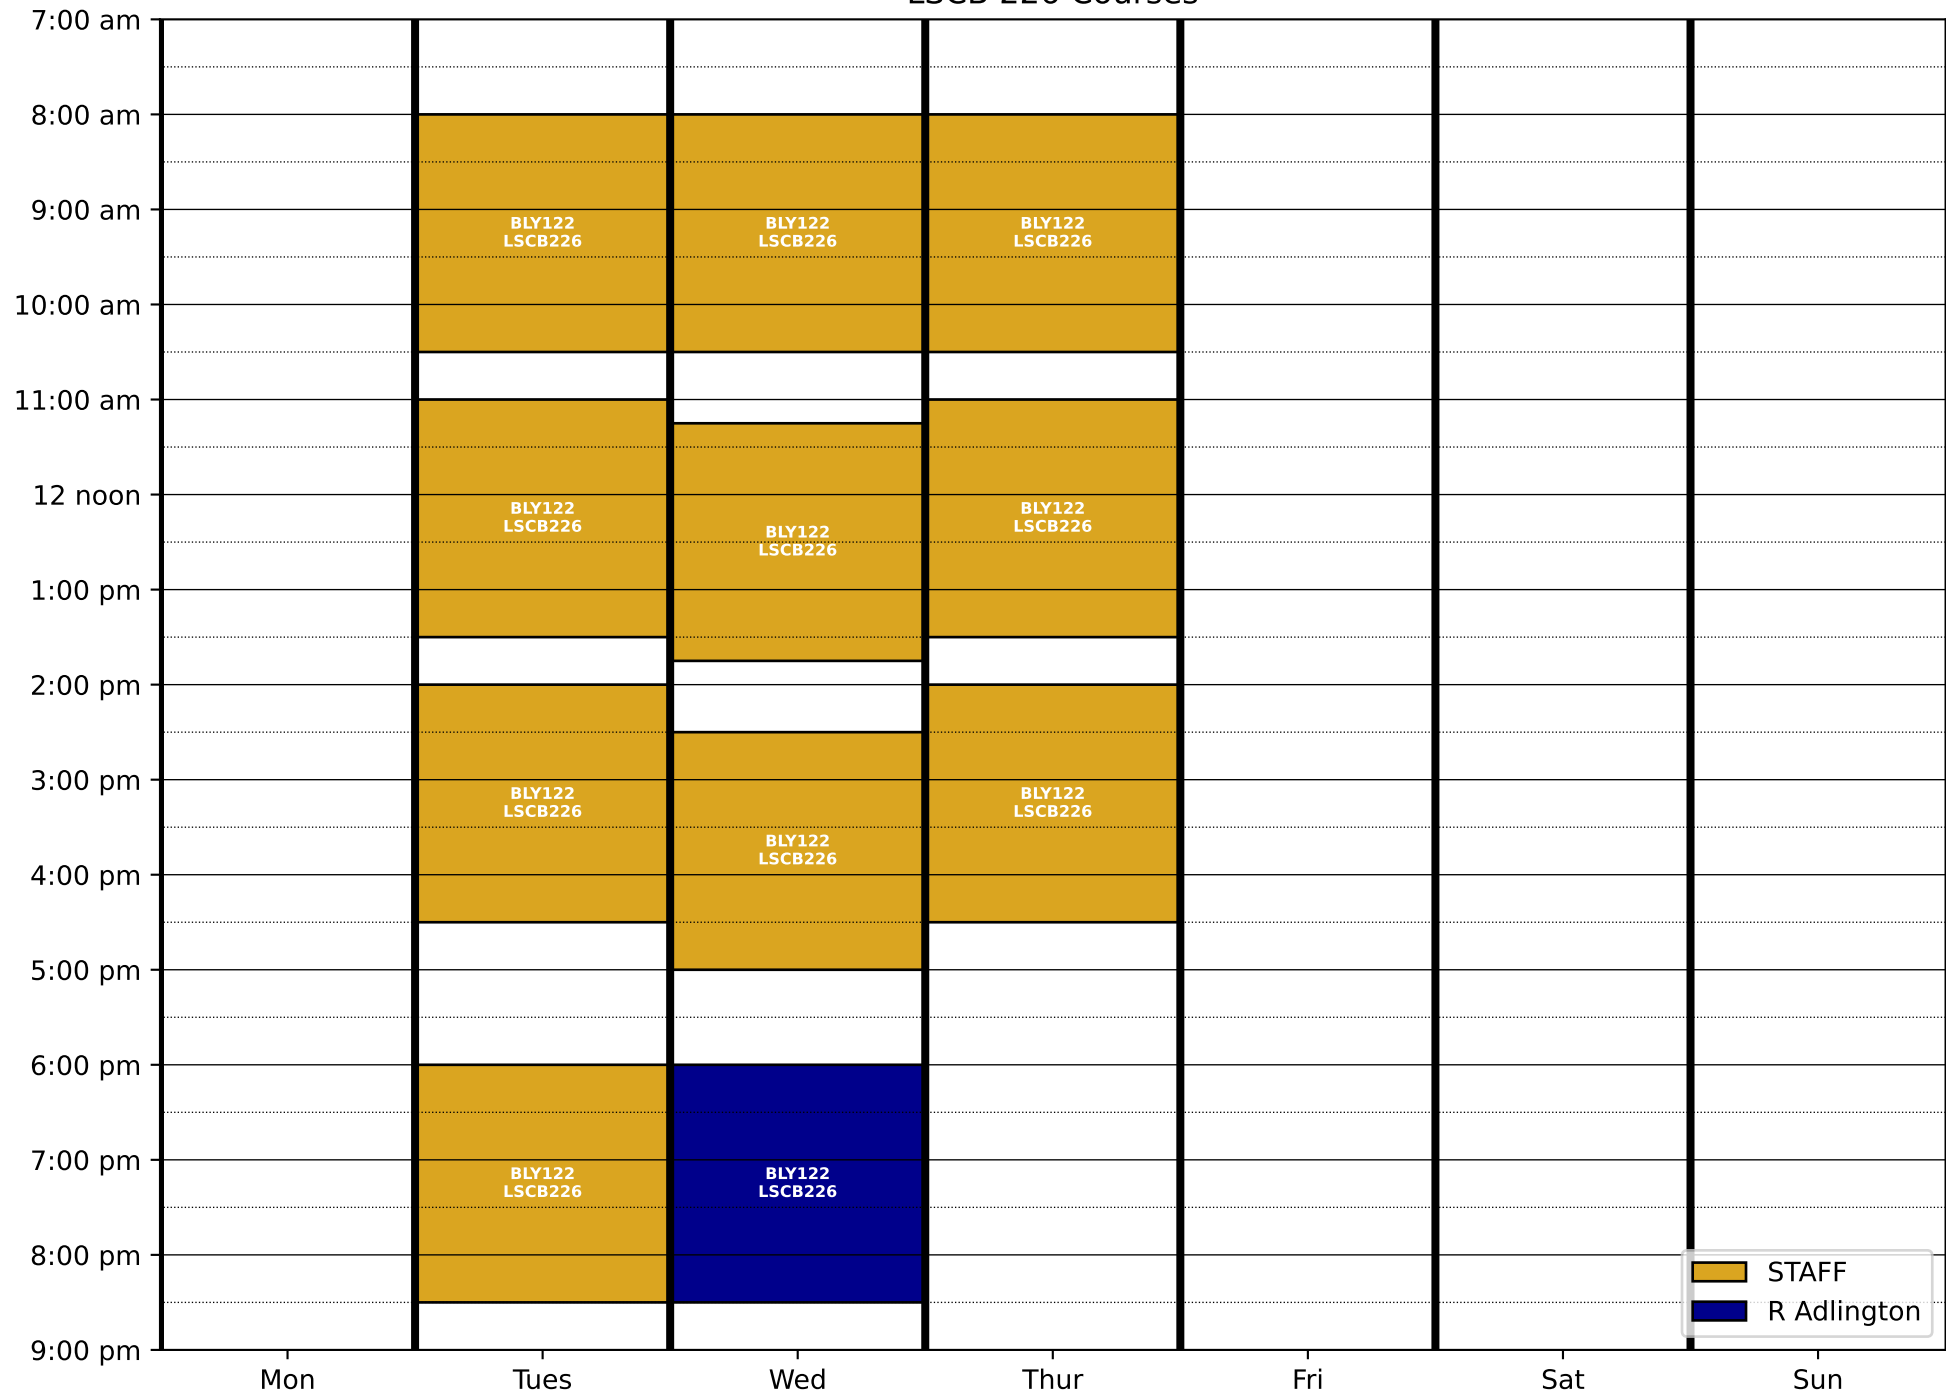 LSCB 226 Courses
7:00 am
8:00 am
9:00 am
10:00 am
11:00 am
12 noon
1:00 pm
2:00 pm
3:00 pm
4:00 pm
5:00 pm
6:00 pm
7:00 pm
8:00 pm
9:00 pm
BLY122
LSCB226
BLY122
LSCB226
BLY122
LSCB226
BLY122
LSCB226
BLY122
LSCB226
BLY122
LSCB226
BLY122
LSCB226
BLY122
LSCB226
BLY122
LSCB226
BLY122
LSCB226
BLY122
LSCB226
STAFF
R Adlington
Mon
Tues
Wed
Thur
Fri
Sat
Sun